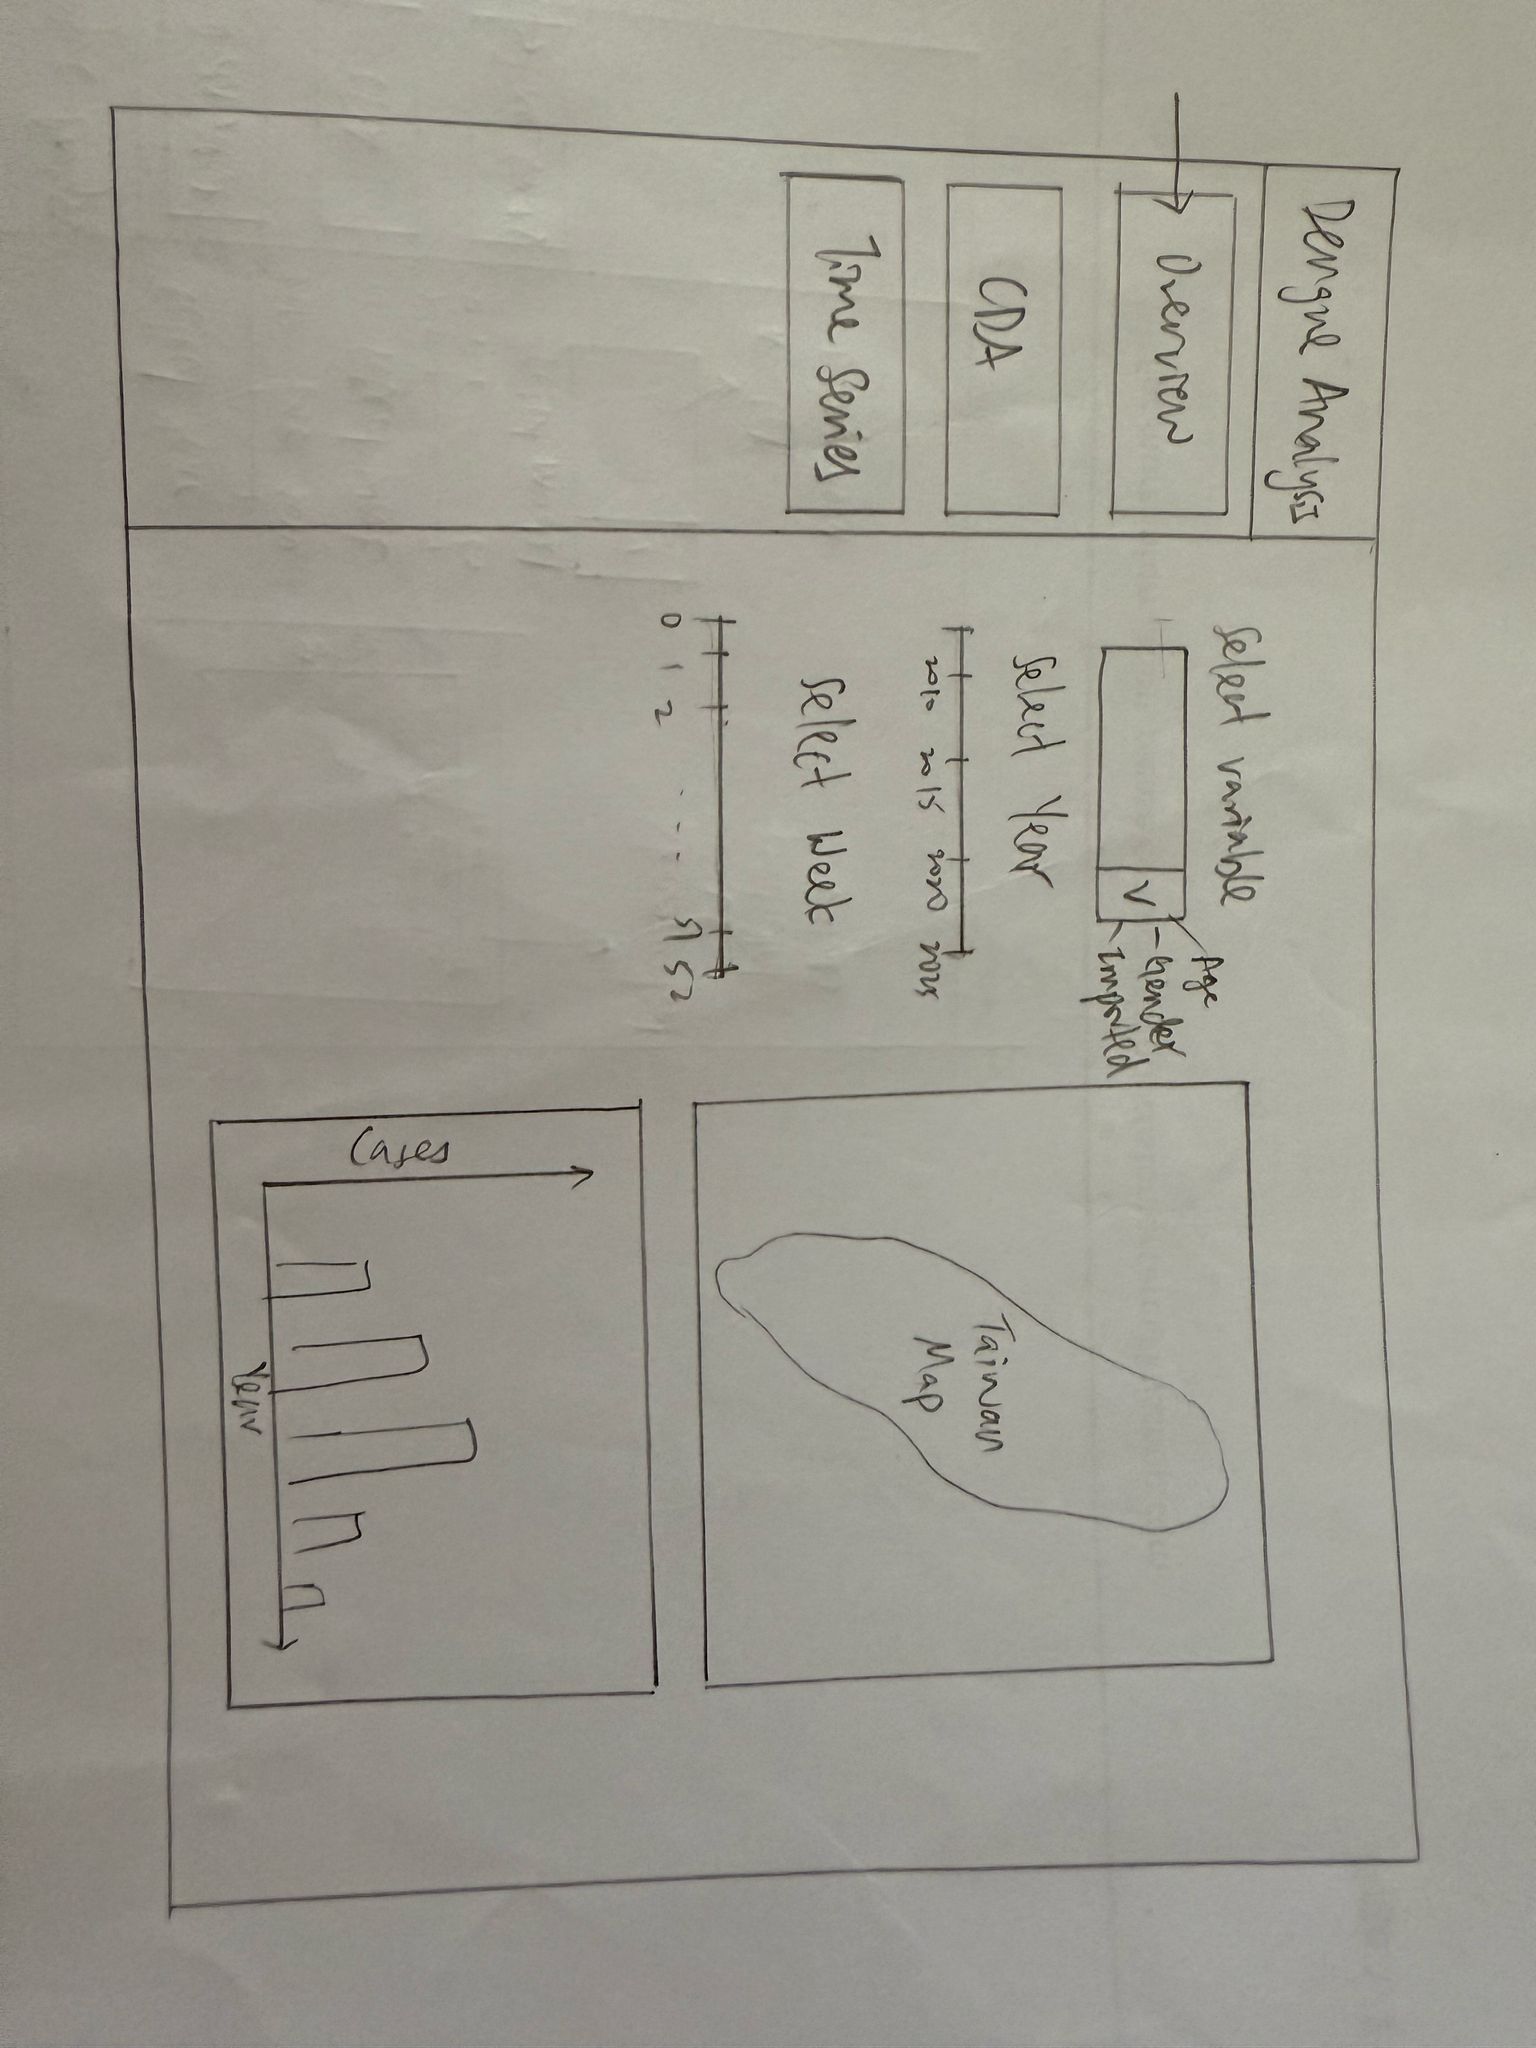 Dengue Analysis
Overview
CDA
Time Series
Select variable
V
Age
Gender
Imported
Select Year
2010 2015 2020 2025
Select Week
0 1 2 ... 51 52
Taiwan
Map
Cases
Year